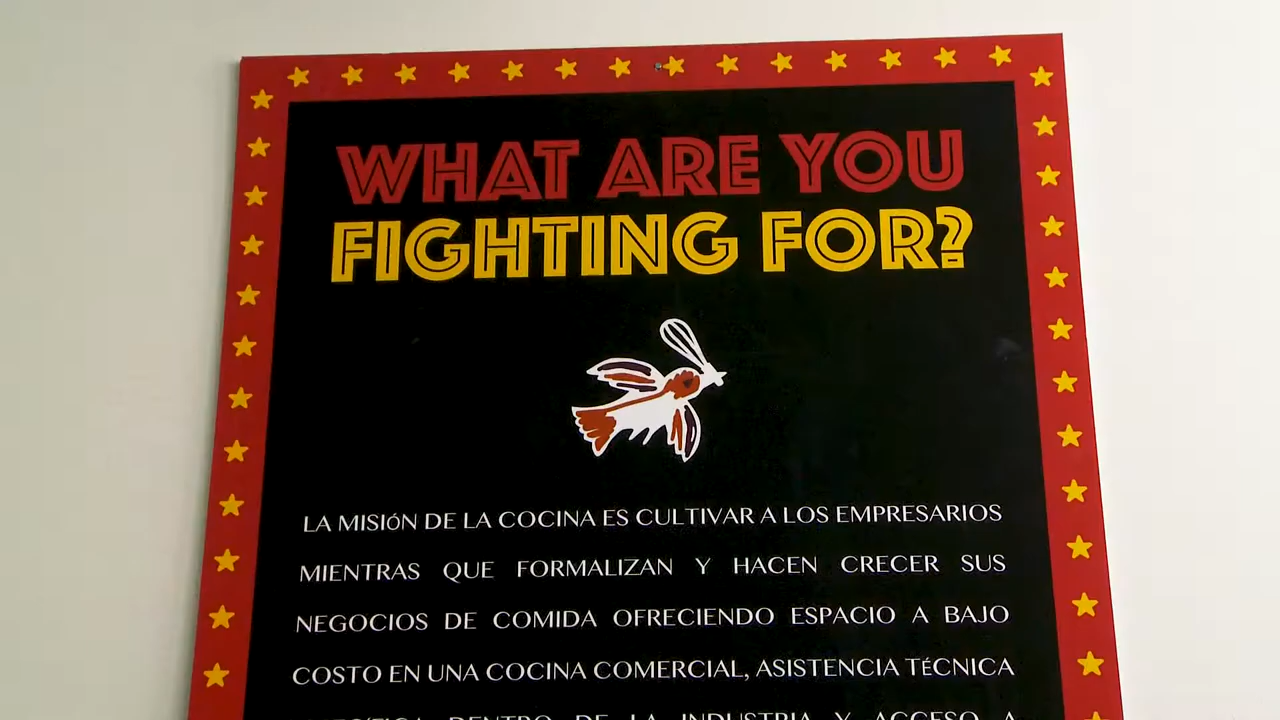 WHAT ARE YOU
FIGHTING FOR?
LA MISIóN DE LA COCINA ES CULTIVAR A LOS EMPRESARIOS
MIENTRAS QUE FORMALIZAN Y HACEN CRECER SUS
NEGOCIOS DE COMIDA OFRECIENDO ESPACIO A BAJO
COSTO EN UNA COCINA COMERCIAL, ASISTENCIA TéCNICA
DENTRO DE LA INDUSTRIA Y ACCESO A